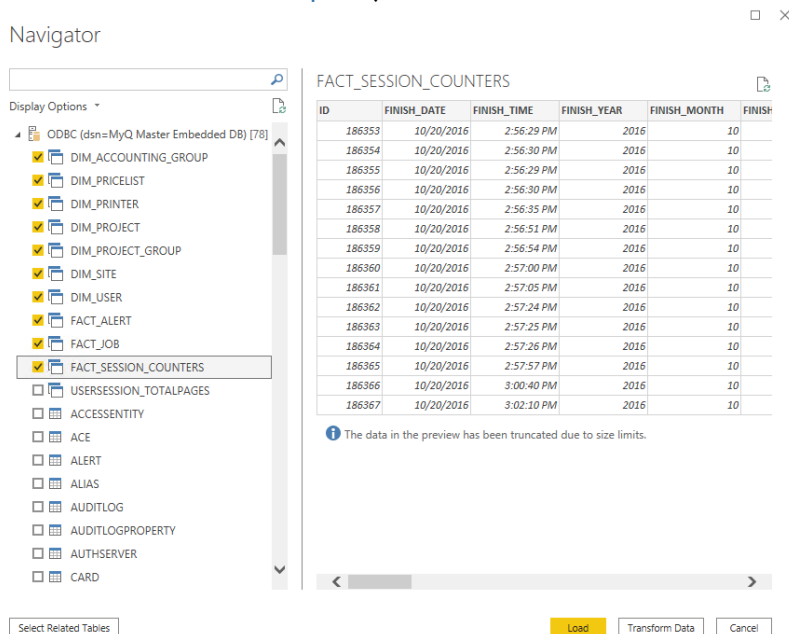 Navigator
Display Options
ODBC (dsn=MyQ Master Embedded DB) [78]
DIM_ACCOUNTING_GROUP
DIM_PRICELIST
DIM_PRINTER
DIM_PROJECT
DIM_PROJECT_GROUP
DIM_SITE
DIM_USER
FACT_ALERT
FACT_JOB
FACT_SESSION_COUNTERS
USERSESSION_TOTALPAGES
ACCESSENTITY
ACE
ALERT
ALIAS
AUDITLOG
AUDITLOGPROPERTY
AUTHSERVER
CARD
FACT_SESSION_COUNTERS
ID FINISH_DATE FINISH_TIME FINISH_YEAR FINISH_MONTH FINISH
186353 10/20/2016 2:56:29 PM 2016 10
186354 10/20/2016 2:56:30 PM 2016 10
186355 10/20/2016 2:56:29 PM 2016 10
186356 10/20/2016 2:56:30 PM 2016 10
186357 10/20/2016 2:56:35 PM 2016 10
186358 10/20/2016 2:56:51 PM 2016 10
186359 10/20/2016 2:56:54 PM 2016 10
186360 10/20/2016 2:57:00 PM 2016 10
186361 10/20/2016 2:57:05 PM 2016 10
186362 10/20/2016 2:57:24 PM 2016 10
186363 10/20/2016 2:57:25 PM 2016 10
186364 10/20/2016 2:57:26 PM 2016 10
186365 10/20/2016 2:57:57 PM 2016 10
186366 10/20/2016 3:00:40 PM 2016 10
186367 10/20/2016 3:02:10 PM 2016 10
The data in the preview has been truncated due to size limits.
Select Related Tables
Load
Transform Data
Cancel